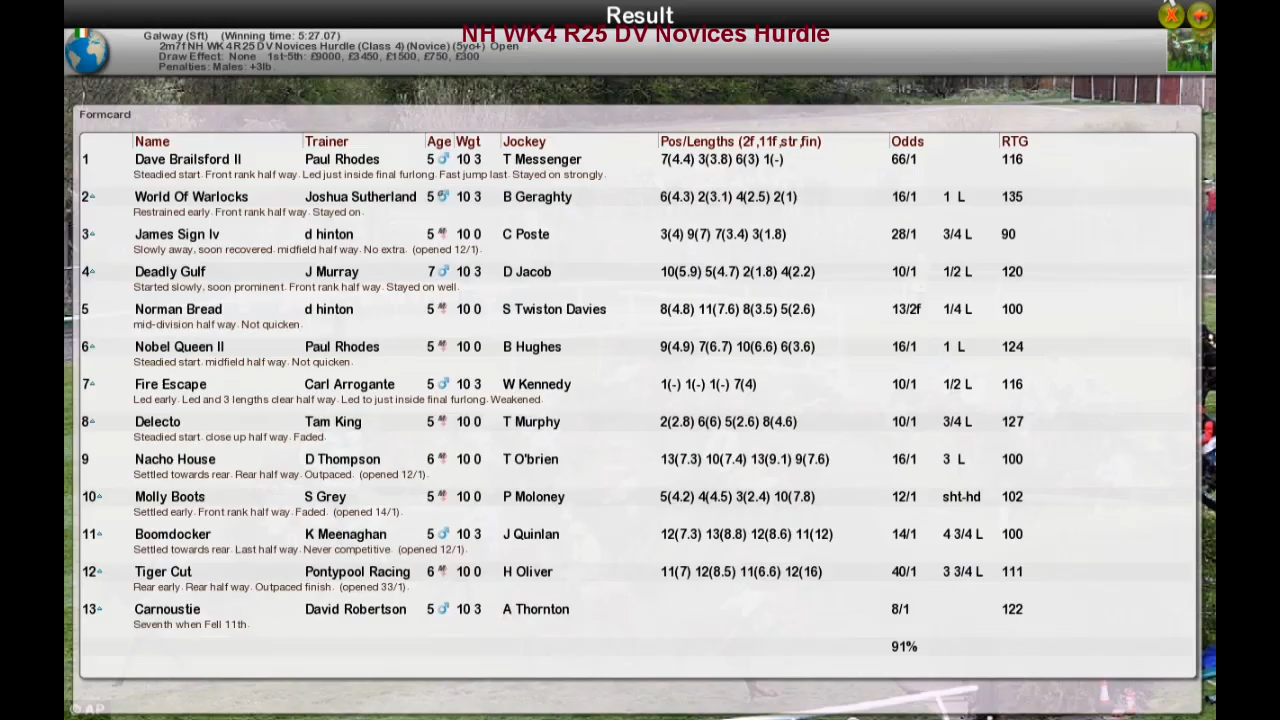 Result
NH WK4 R25 DV Novices Hurdle
Galway (Sft) (Winning time: 5:27.07)
2m7f NH WK4 R25 DV Novices Hurdle (Class 4) (Novice) (5yo+) Open
Draw Effect: None 1st-5th: £9000, £3450, £1500, £750, £300
Penalties: Males: +3lb
Formcard
Name Trainer Age Wgt Jockey Pos/Lengths (2f,11f,str,fin) Odds RTG
1 Dave Brailsford II Paul Rhodes 5 10 3 T Messenger 7(4.4) 3(3.8) 6(3) 1(-) 66/1 116
Steadied start. Front rank half way. Led just inside final furlong. Fast jump last. Stayed on strongly.
2 World Of Warlocks Joshua Sutherland 5 10 3 B Geraghty 6(4.3) 2(3.1) 4(2.5) 2(1) 16/1 1 L 135
Restrained early. Front rank half way. Stayed on.
3 James Sign Iv d hinton 5 10 0 C Poste 3(4) 9(7) 7(3.4) 3(1.8) 28/1 3/4 L 90
Slowly away, soon recovered. midfield half way. No extra. (opened 12/1).
4 Deadly Gulf J Murray 7 10 3 D Jacob 10(5.9) 5(4.7) 2(1.8) 4(2.2) 10/1 1/2 L 120
Started slowly, soon prominent. Front rank half way. Stayed on well.
5 Norman Bread d hinton 5 10 0 S Twiston Davies 8(4.8) 11(7.6) 8(3.5) 5(2.6) 13/2f 1/4 L 100
mid-division half way. Not quicken.
6 Nobel Queen II Paul Rhodes 5 10 0 B Hughes 9(4.9) 7(6.7) 10(6.6) 6(3.6) 16/1 1 L 124
Steadied start. midfield half way. Not quicken.
7 Fire Escape Carl Arrogante 5 10 3 W Kennedy 1(-) 1(-) 1(-) 7(4) 10/1 1/2 L 116
Led early. Led and 3 lengths clear half way. Led to just inside final furlong. Weakened.
8 Delecto Tam King 5 10 0 T Murphy 2(2.8) 6(6) 5(2.6) 8(4.6) 10/1 3/4 L 127
Steadied start. close up half way. Faded.
9 Nacho House D Thompson 6 10 0 T O'brien 13(7.3) 10(7.4) 13(9.1) 9(7.6) 16/1 3 L 100
Settled towards rear. Rear half way. Outpaced. (opened 12/1).
10 Molly Boots S Grey 5 10 0 P Moloney 5(4.2) 4(4.5) 3(2.4) 10(7.8) 12/1 sht-hd 102
Settled early. Front rank half way. Faded. (opened 14/1).
11 Boomdocker K Meenaghan 5 10 3 J Quinlan 12(7.3) 13(8.8) 12(8.6) 11(12) 14/1 4 3/4 L 100
Settled towards rear. Last half way. Never competitive. (opened 12/1).
12 Tiger Cut Pontypool Racing 6 10 0 H Oliver 11(7) 12(8.5) 11(6.6) 12(16) 40/1 3 3/4 L 111
Rear early. Rear half way. Outpaced finish. (opened 33/1).
13 Carnoustie David Robertson 5 10 3 A Thornton 8/1 122
Seventh when Fell 11th.
91%
© AP